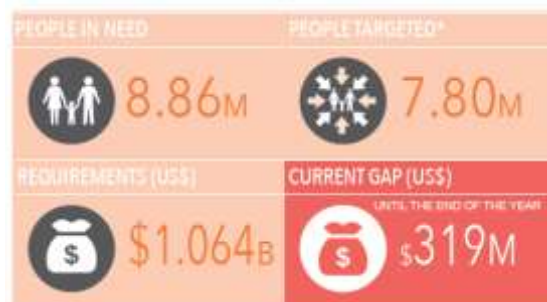 PEOPLE IN NEED
8.86M
PEOPLE TARGETED*
7.80M
REQUIREMENTS (US$)
$
$1.064B
CURRENT GAP (US$)
UNTIL THE END OF THE YEAR
$
$319M